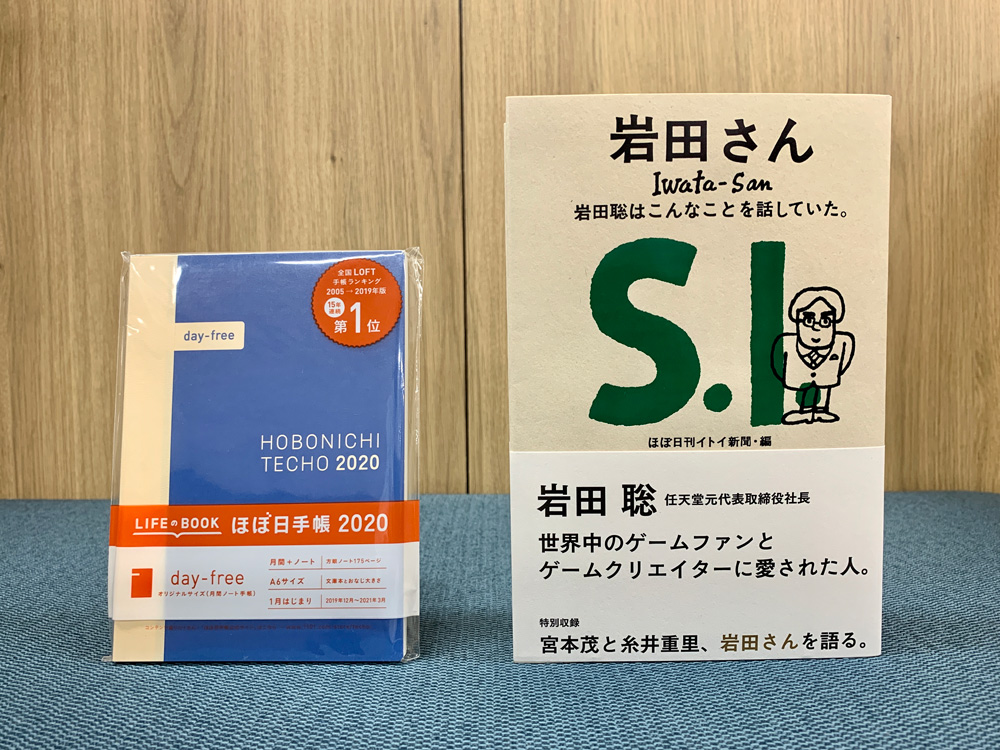 全国LOFT
手帳ランキング
2005→2019年版
15年
連続
第1位
day-free
HOBONICHI
TECHO 2020
LIFEのBOOK ほぼ日手帳 2020
day-free
オリジナルサイズ(月間ノート手帳)
月間+ノート 方眼ノート175ページ
A6サイズ 文庫本とおなじ大きさ
1月はじまり 2019年12月〜2021年3月
岩田さん
Iwata-San
岩田聡はこんなことを話していた。
S.I.
ほぼ日刊イトイ新聞・編
岩田 聡 任天堂元代表取締役社長
世界中のゲームファンと
ゲームクリエイターに愛された人。
特別収録
宮本茂と糸井重里、岩田さんを語る。